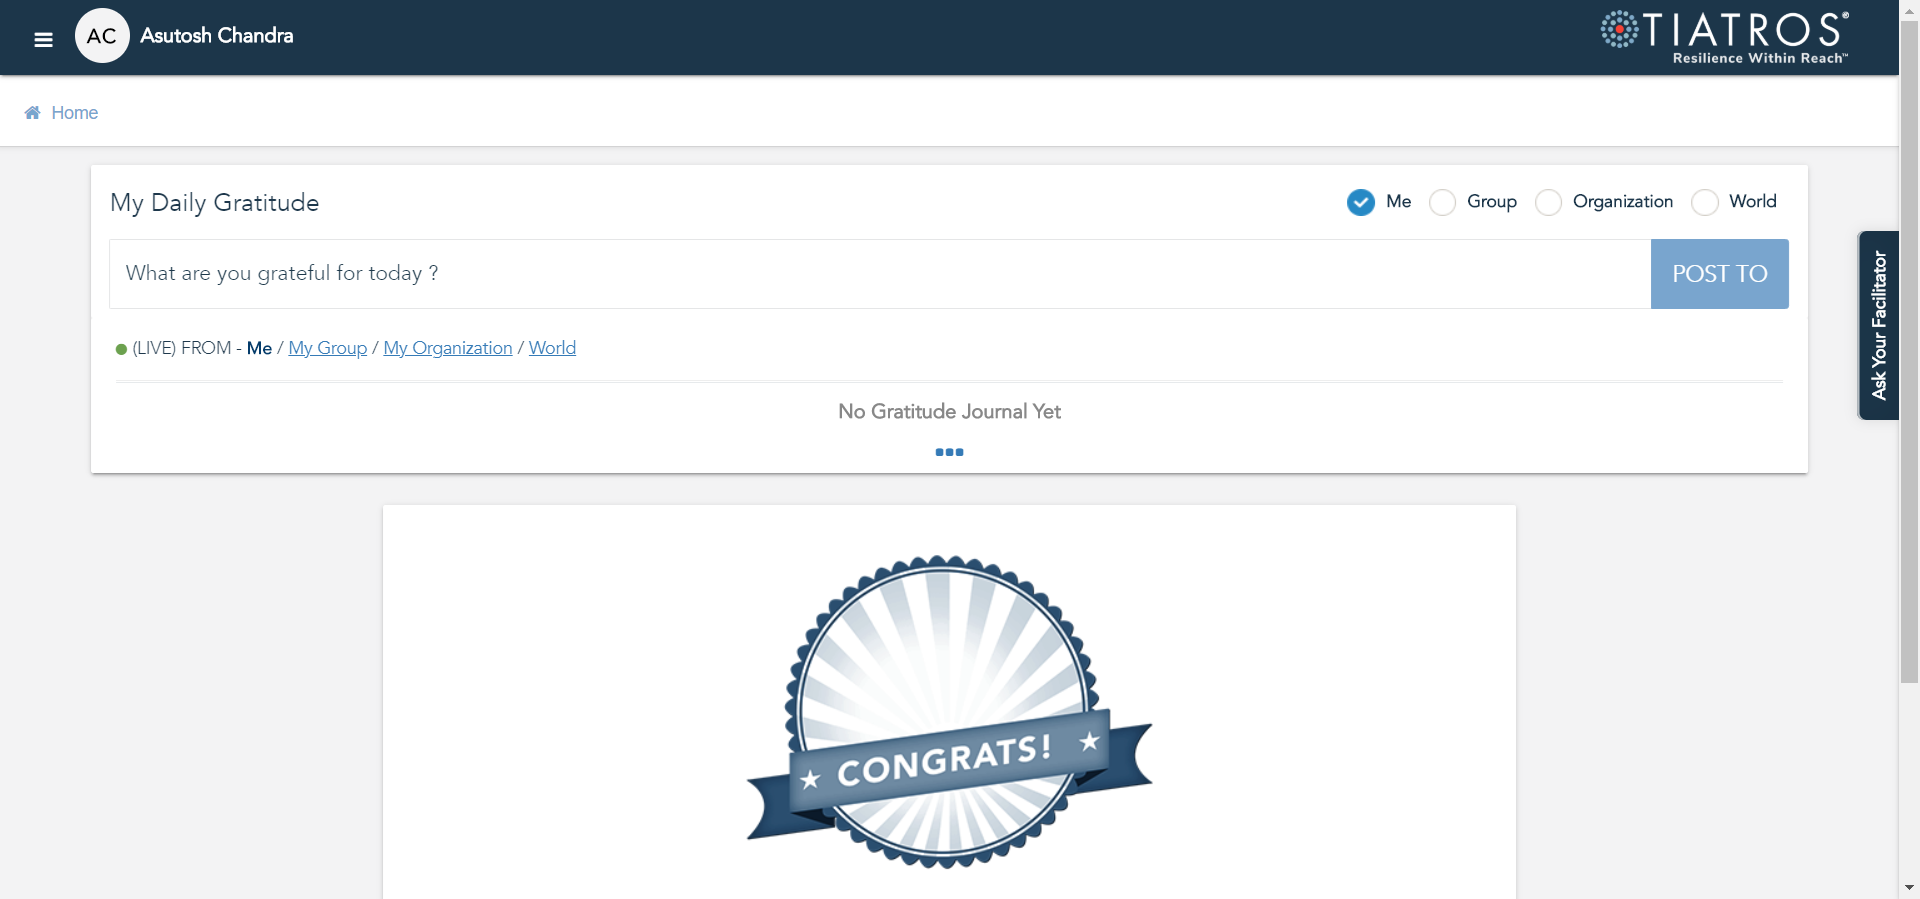 AC Asutosh Chandra
TIATROS®
Resilience Within Reach™
Home
My Daily Gratitude
Me Group Organization World
What are you grateful for today ?
POST TO
Ask Your Facilitator
(LIVE) FROM - Me / My Group / My Organization / World
No Gratitude Journal Yet
CONGRATS!